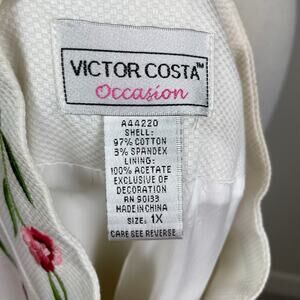 VICTOR COSTA™
Occasion
A44220
SHELL:
97% COTTON
3% SPANDEX
LINING:
100% ACETATE
EXCLUSIVE OF
DECORATION
RN 90133
MADE IN CHINA
SIZE: 1X
CARE SEE REVERSE